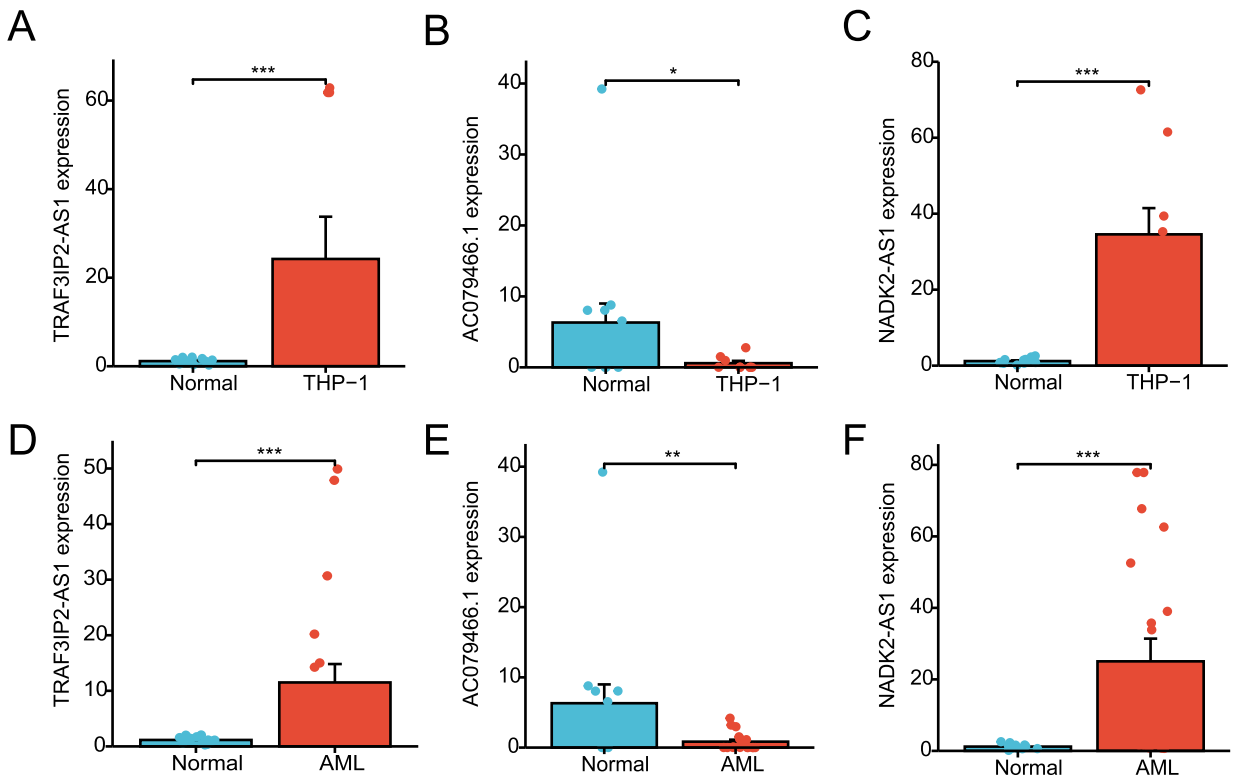 A
TRAF3IP2-AS1 expression
60
40
20
0
***
Normal
THP−1
B
AC079466.1 expression
40
30
20
10
0
*
Normal
THP−1
C
NADK2-AS1 expression
80
60
40
20
0
***
Normal
THP−1
D
TRAF3IP2-AS1 expression
50
40
30
20
10
0
***
Normal
AML
E
AC079466.1 expression
40
30
20
10
0
**
Normal
AML
F
NADK2-AS1 expression
80
60
40
20
0
***
Normal
AML